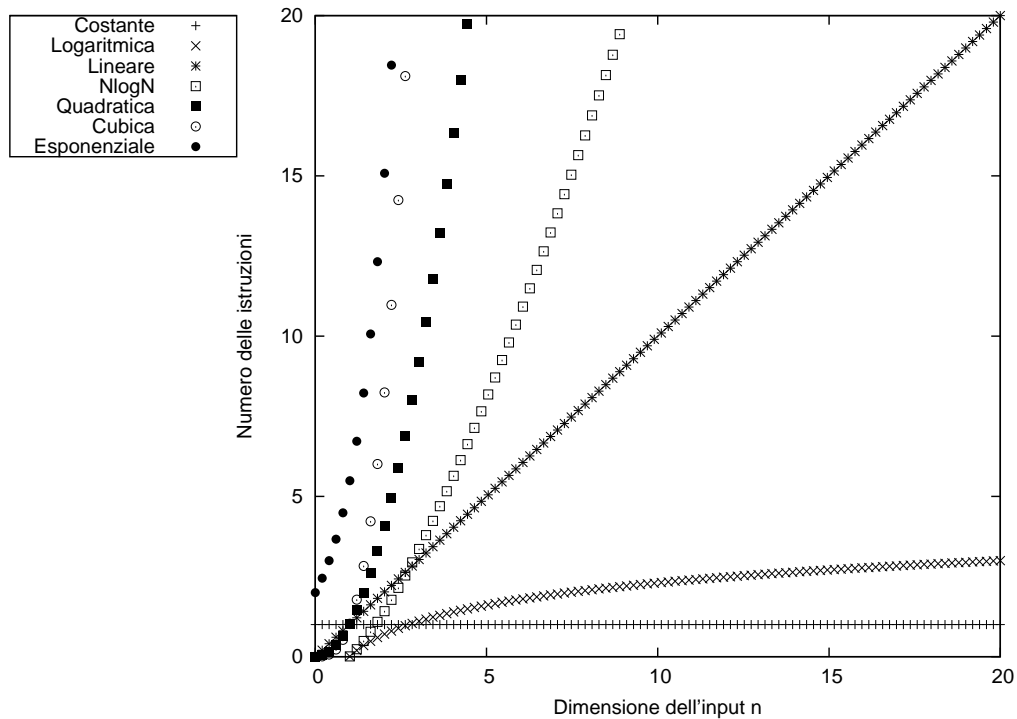 Costante
Logaritmica
Lineare
NlogN
Quadratica
Cubica
Esponenziale
20
15
10
5
0
Numero delle istruzioni
0 5 10 15 20
Dimensione dell'input n